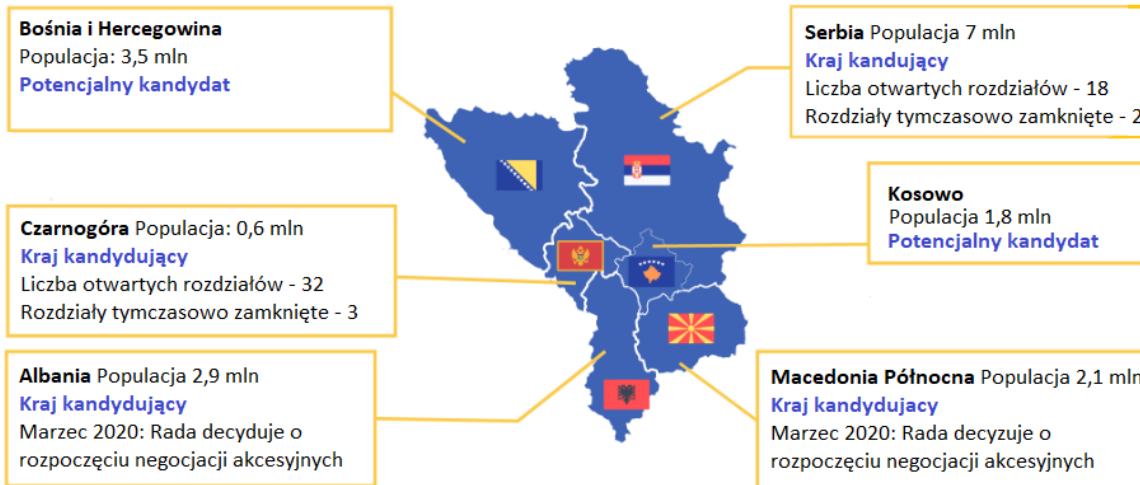 Bośnia i Hercegowina
Populacja: 3,5 mln
Potencjalny kandydat
Serbia Populacja 7 mln
Kraj kandujący
Liczba otwartych rozdziałów - 18
Rozdziały tymczasowo zamknięte - 2
Kosowo
Populacja 1,8 mln
Potencjalny kandydat
Czarnogóra Populacja: 0,6 mln
Kraj kandydujący
Liczba otwartych rozdziałów - 32
Rozdziały tymczasowo zamknięte - 3
Albania Populacja 2,9 mln
Kraj kandydujący
Marzec 2020: Rada decyduje o
rozpoczęciu negocjacji akcesyjnych
Macedonia Północna Populacja 2,1 mln
Kraj kandydujacy
Marzec 2020: Rada decyzuje o
rozpoczęciu negocjacji akcesyjnych